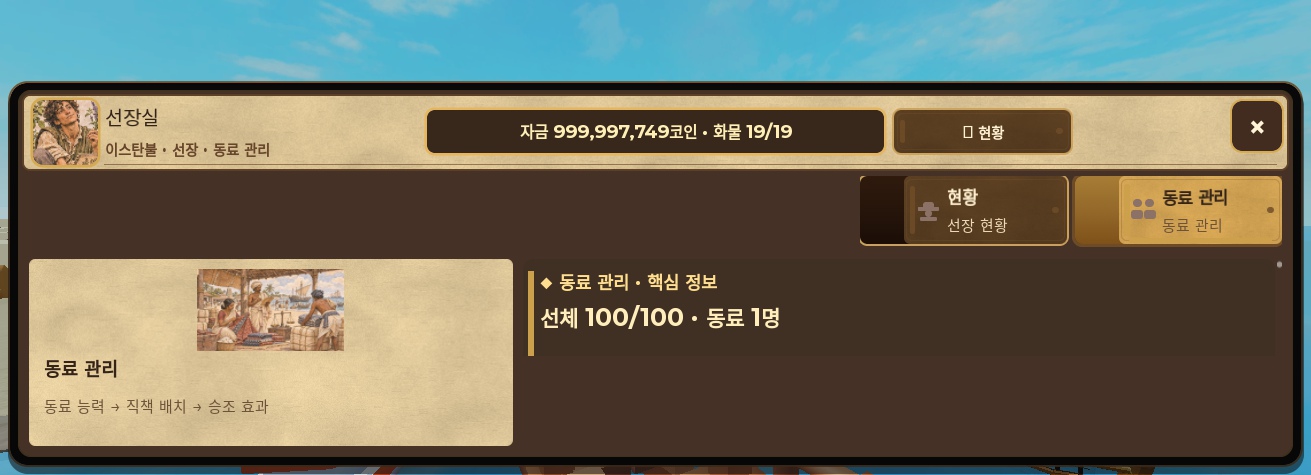 선장실
이스탄불 • 선장 • 동료 관리
자금 999,997,749코인 • 화물 19/19
현황
×
현황
선장 현황
동료 관리
동료 관리
동료 관리
동료 능력 → 직책 배치 → 승조 효과
◆ 동료 관리 • 핵심 정보
선체 100/100 • 동료 1명